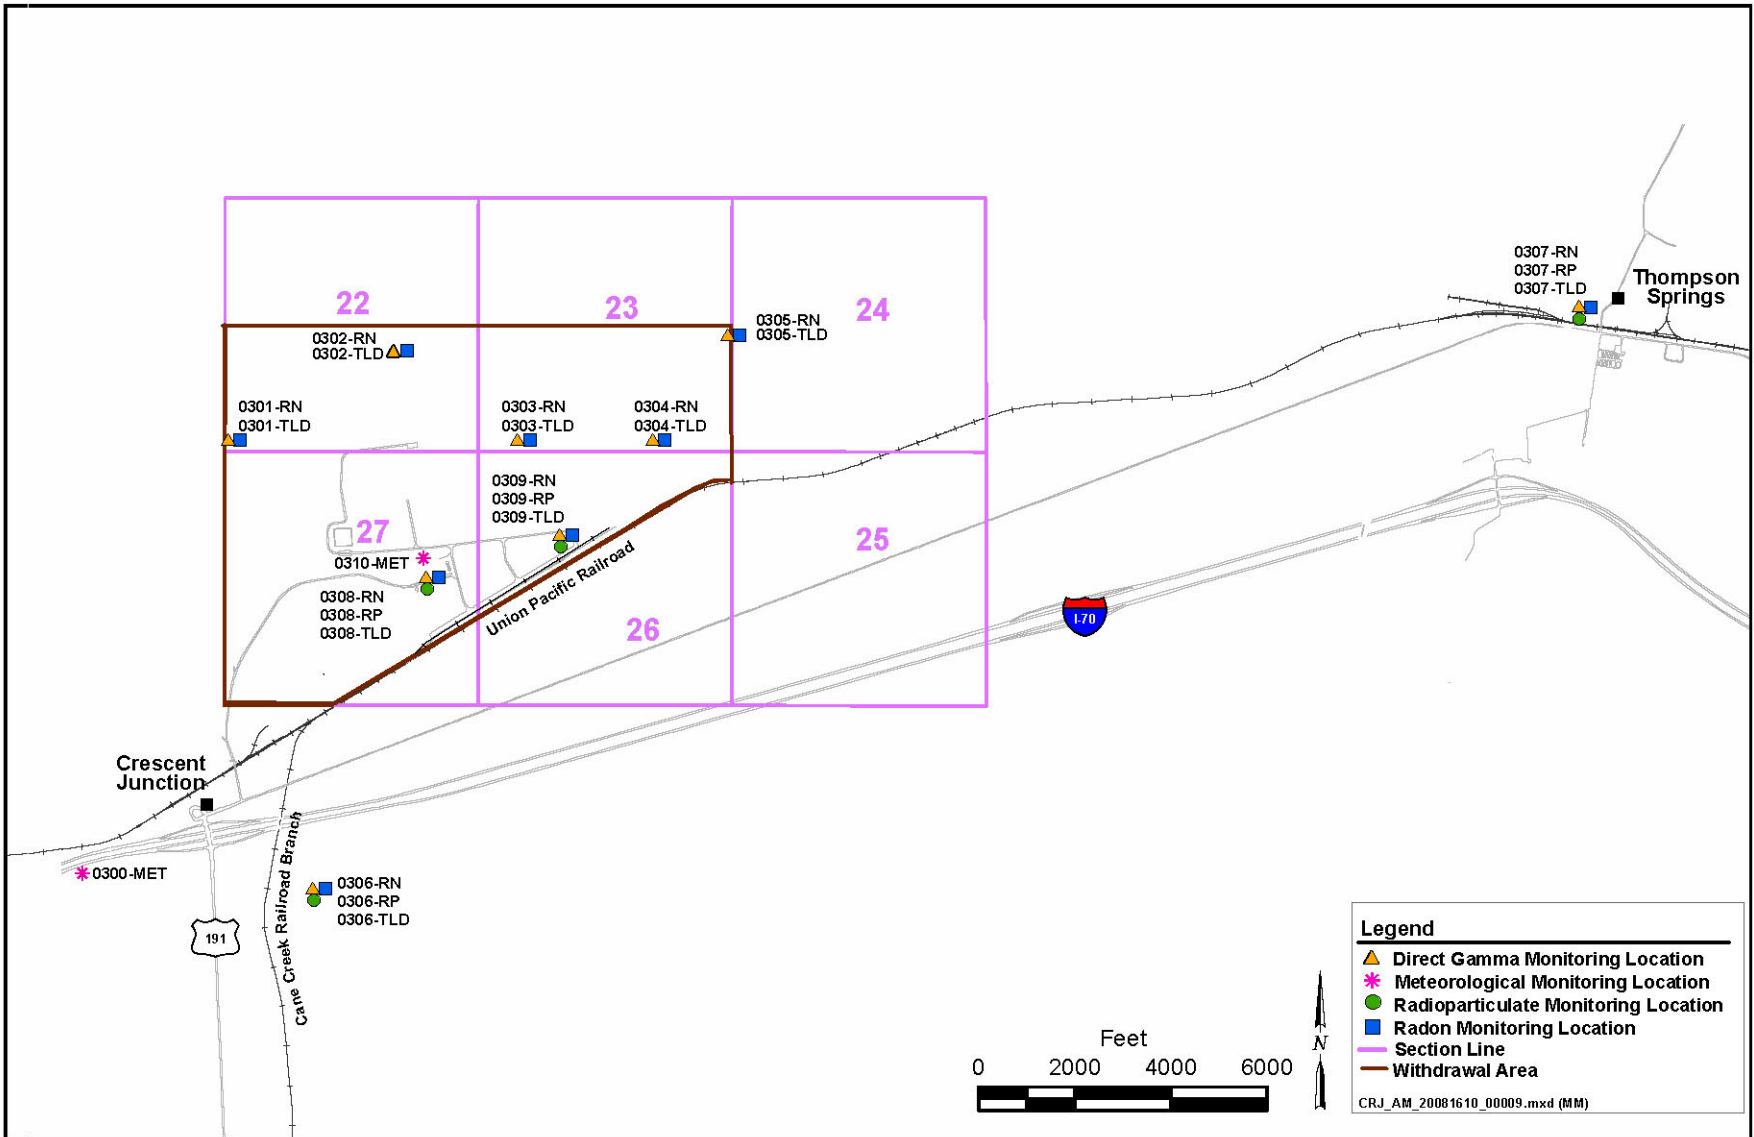 22
23
24
0307-RN
0307-RP
0307-TLD
Thompson
Springs
0302-RN
0302-TLD
0305-RN
0305-TLD
0301-RN
0301-TLD
0303-RN
0303-TLD
0304-RN
0304-TLD
0309-RN
0309-RP
0309-TLD
27
25
0310-MET
0308-RN
0308-RP
0308-TLD
Union Pacific Railroad
26
I-70
Crescent
Junction
0300-MET
Cane Creek Railroad Branch
0306-RN
0306-RP
0306-TLD
191
Legend
Direct Gamma Monitoring Location
Meteorological Monitoring Location
Radioparticulate Monitoring Location
Radon Monitoring Location
Section Line
Withdrawal Area
CRJ_AM_20081610_00009.mxd (MM)
Feet
0 2000 4000 6000
N